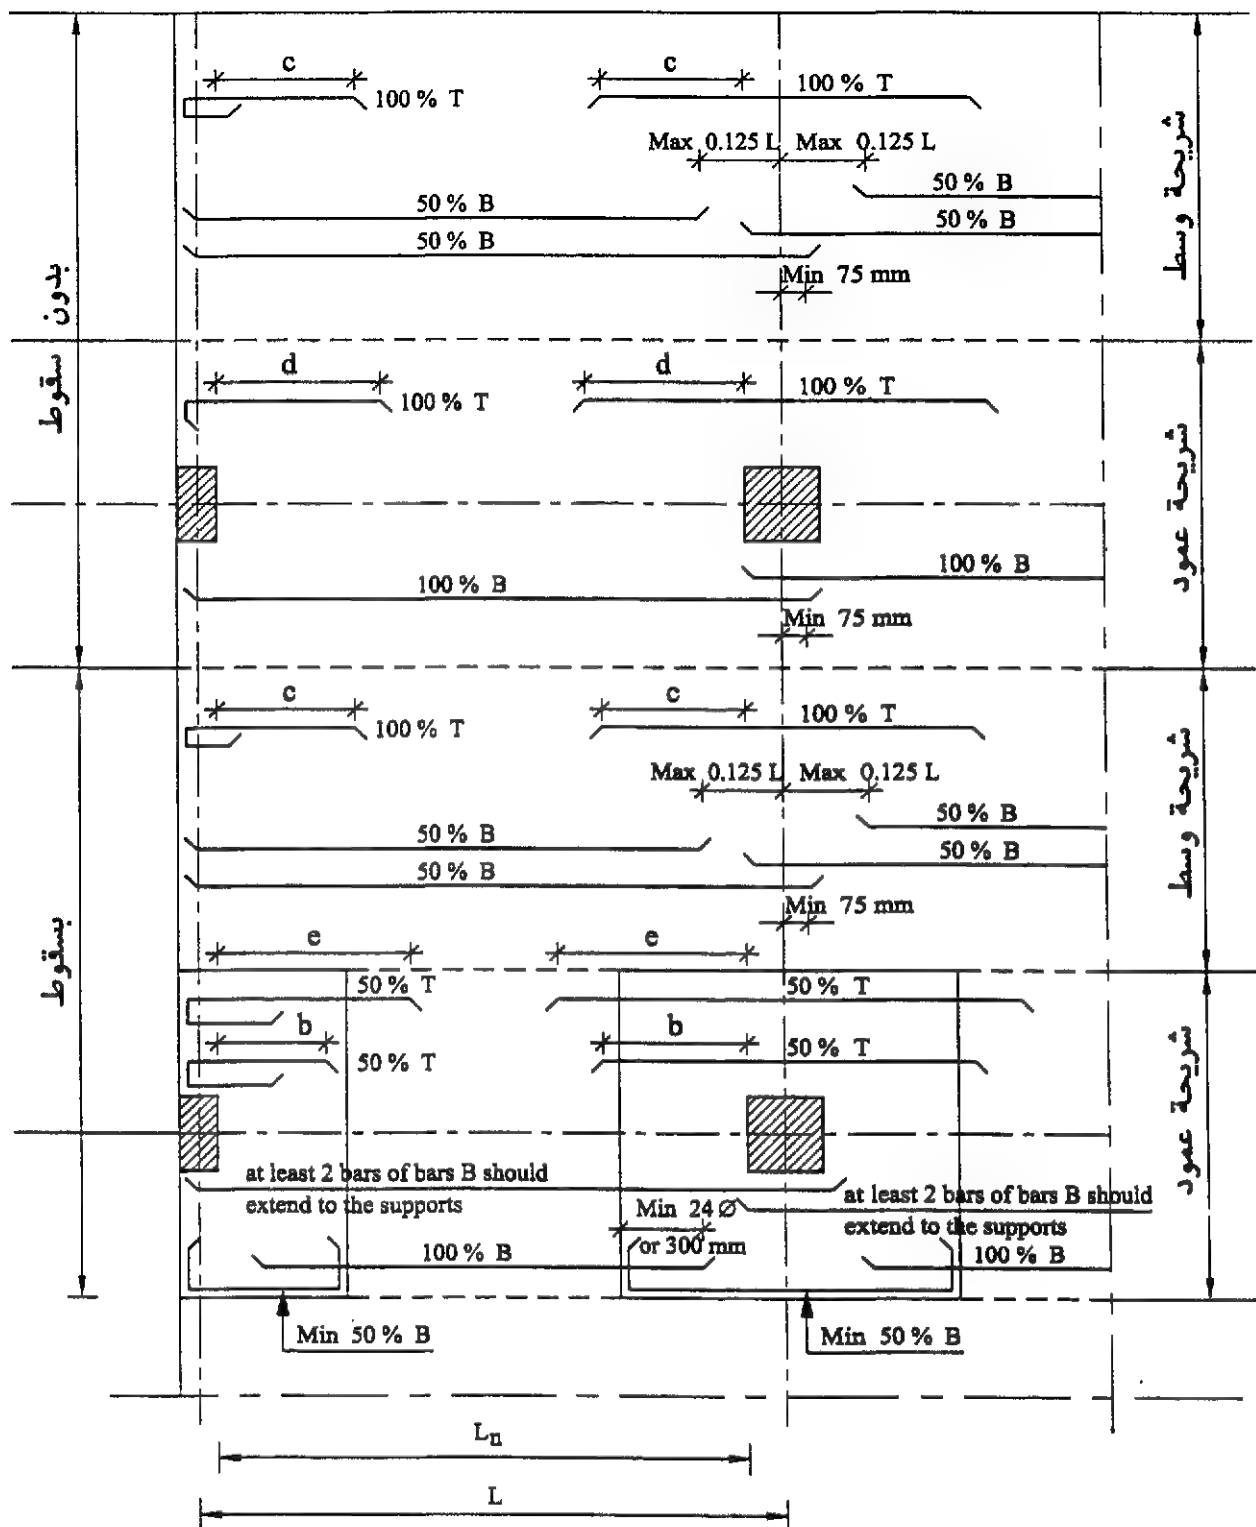 c
c
100 % T
100 % T
Max 0.125 L
Max 0.125 L
50 % B
50 % B
50 % B
50 % B
Min 75 mm
شريحة وسط
بدون سقوط
d
d
100 % T
100 % T
100 % B
100 % B
Min 75 mm
شريحة عمود
c
c
100 % T
100 % T
Max 0.125 L
Max 0.125 L
50 % B
50 % B
50 % B
50 % B
Min 75 mm
شريحة وسط
بسقوط
e
e
50 % T
50 % T
b
b
50 % T
50 % T
at least 2 bars of bars B should
extend to the supports
at least 2 bars of bars B should
extend to the supports
Min 24 Ø
or 300 mm
100 % B
100 % B
شريحة عمود
Min 50 % B
Min 50 % B
Ln
L